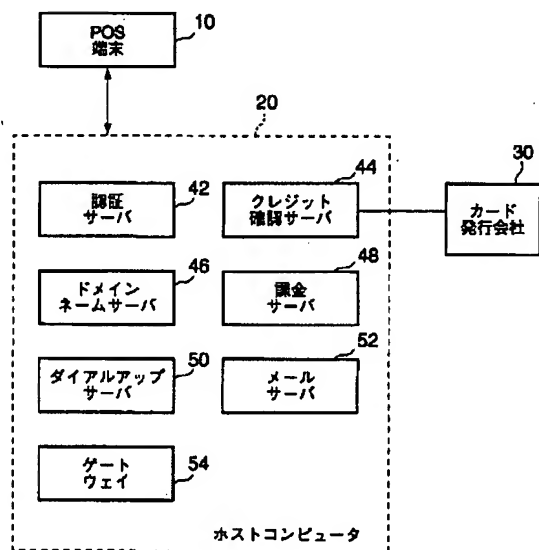 POS
端末
10
20
認証
サーバ
42
クレジット
確認サーバ
44
カード
発行会社
30
ドメイン
ネームサーバ
46
課金
サーバ
48
ダイアルアップ
サーバ
50
メール
サーバ
52
ゲート
ウェイ
54
ホストコンピュータ